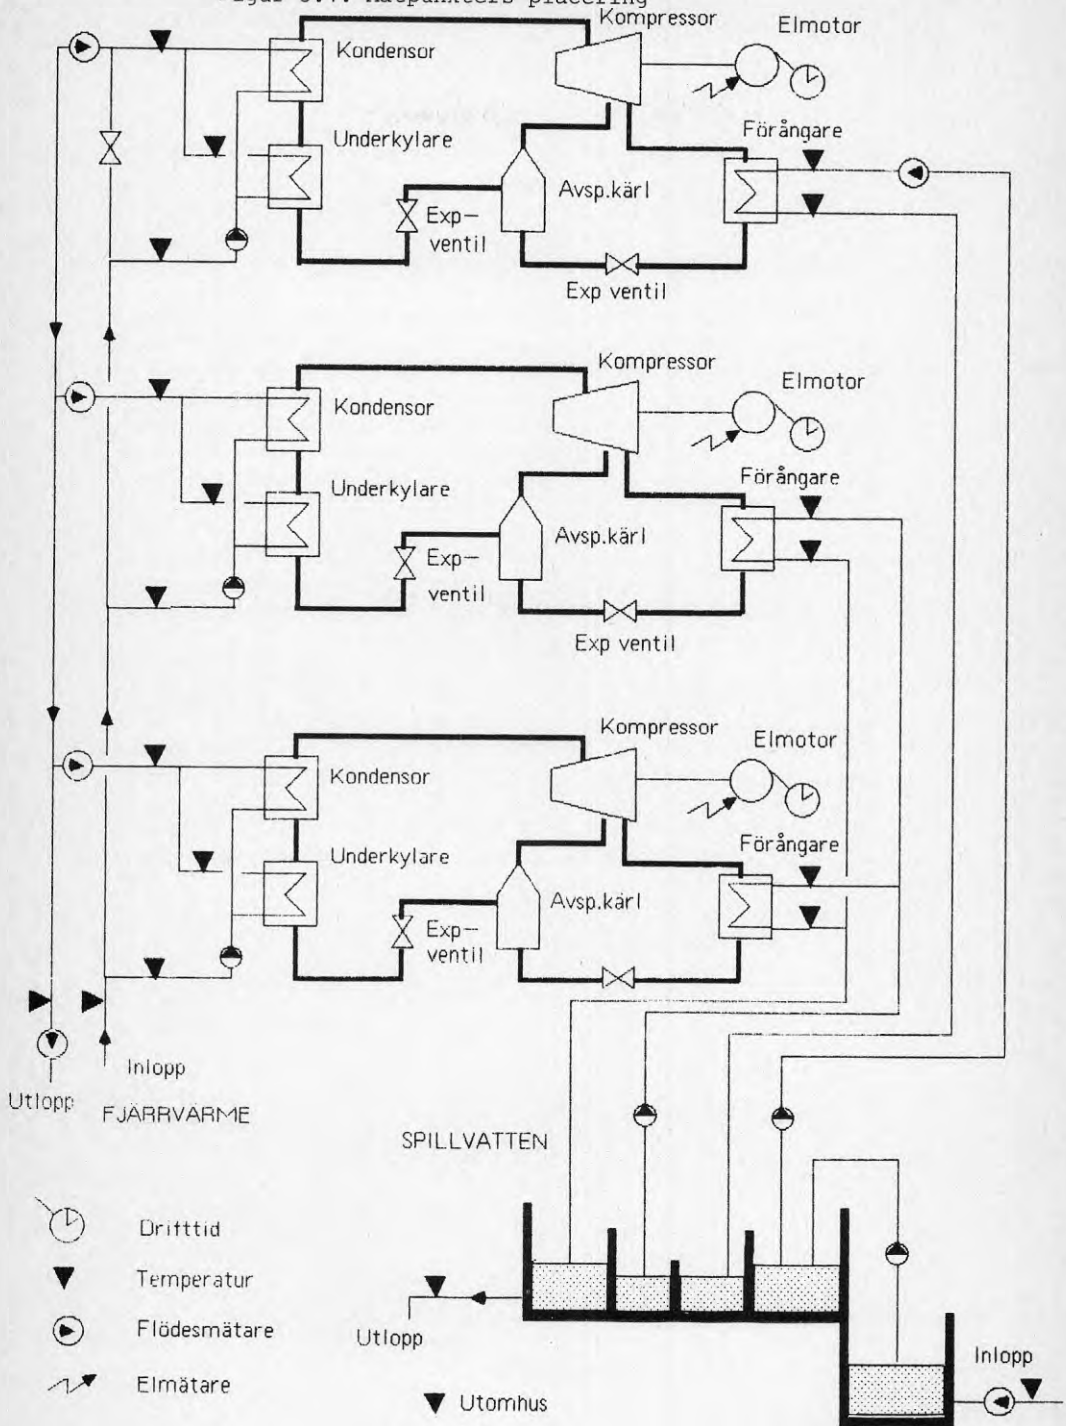 Mätpunkters placering
Kompressor
Elmotor
Kondensor
Förångare
Underkylare
Avsp.kärl
Exp-
ventil
Exp ventil
Kompressor
Elmotor
Kondensor
Förångare
Underkylare
Avsp.kärl
Exp-
ventil
Exp ventil
Kompressor
Elmotor
Kondensor
Förångare
Underkylare
Avsp.kärl
Exp-
ventil
Inlopp
Utlopp
FJÄRRVÄRME
SPILLVATTEN
Drifttid
Temperatur
Flödesmätare
Elmätare
Utlopp
Utomhus
Inlopp